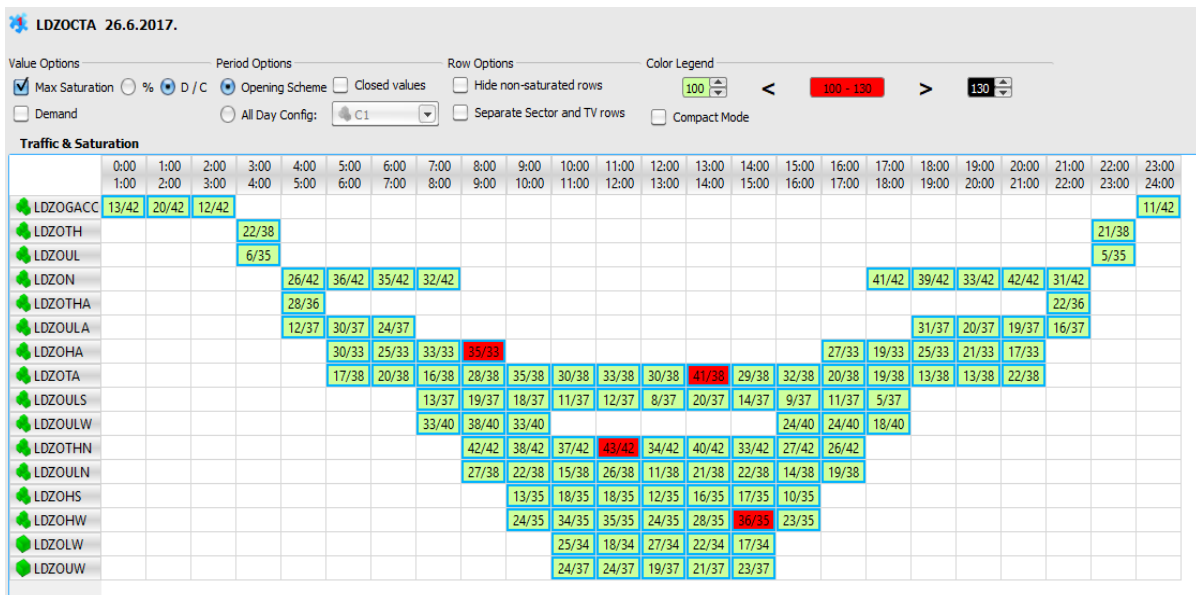 LDZOCTA 26.6.2017.
Value Options Period Options Row Options Color Legend
Max Saturation % D / C Opening Scheme Closed values Hide non-saturated rows 100 < 100 - 130 > 130
Demand All Day Config: C1 Separate Sector and TV rows Compact Mode
Traffic & Saturation
0:00 1:00 2:00 3:00 4:00 5:00 6:00 7:00 8:00 9:00 10:00 11:00 12:00 13:00 14:00 15:00 16:00 17:00 18:00 19:00 20:00 21:00 22:00 23:00
1:00 2:00 3:00 4:00 5:00 6:00 7:00 8:00 9:00 10:00 11:00 12:00 13:00 14:00 15:00 16:00 17:00 18:00 19:00 20:00 21:00 22:00 23:00 24:00
LDZOGACC 13/42 20/42 12/42 11/42
LDZOTH 22/38 21/38
LDZOUL 6/35 5/35
LDZON 26/42 36/42 35/42 32/42 41/42 39/42 33/42 42/42 31/42
LDZOTHA 28/36 22/36
LDZOULA 12/37 30/37 24/37 31/37 20/37 19/37 16/37
LDZOHA 30/33 25/33 33/33 35/33 27/33 19/33 25/33 21/33 17/33
LDZOTA 17/38 20/38 16/38 28/38 35/38 30/38 33/38 30/38 41/38 29/38 32/38 20/38 19/38 13/38 13/38 22/38
LDZOULS 13/37 19/37 18/37 11/37 12/37 8/37 20/37 14/37 9/37 11/37 5/37
LDZOULW 33/40 38/40 33/40 24/40 24/40 18/40
LDZOTHN 42/42 38/42 37/42 43/42 34/42 40/42 33/42 27/42 26/42
LDZOULN 27/38 22/38 15/38 26/38 11/38 21/38 22/38 14/38 19/38
LDZOHS 13/35 18/35 18/35 12/35 16/35 17/35 10/35
LDZOHW 24/35 34/35 35/35 24/35 28/35 36/35 23/35
LDZOLW 25/34 18/34 27/34 22/34 17/34
LDZOUW 24/37 24/37 19/37 21/37 23/37